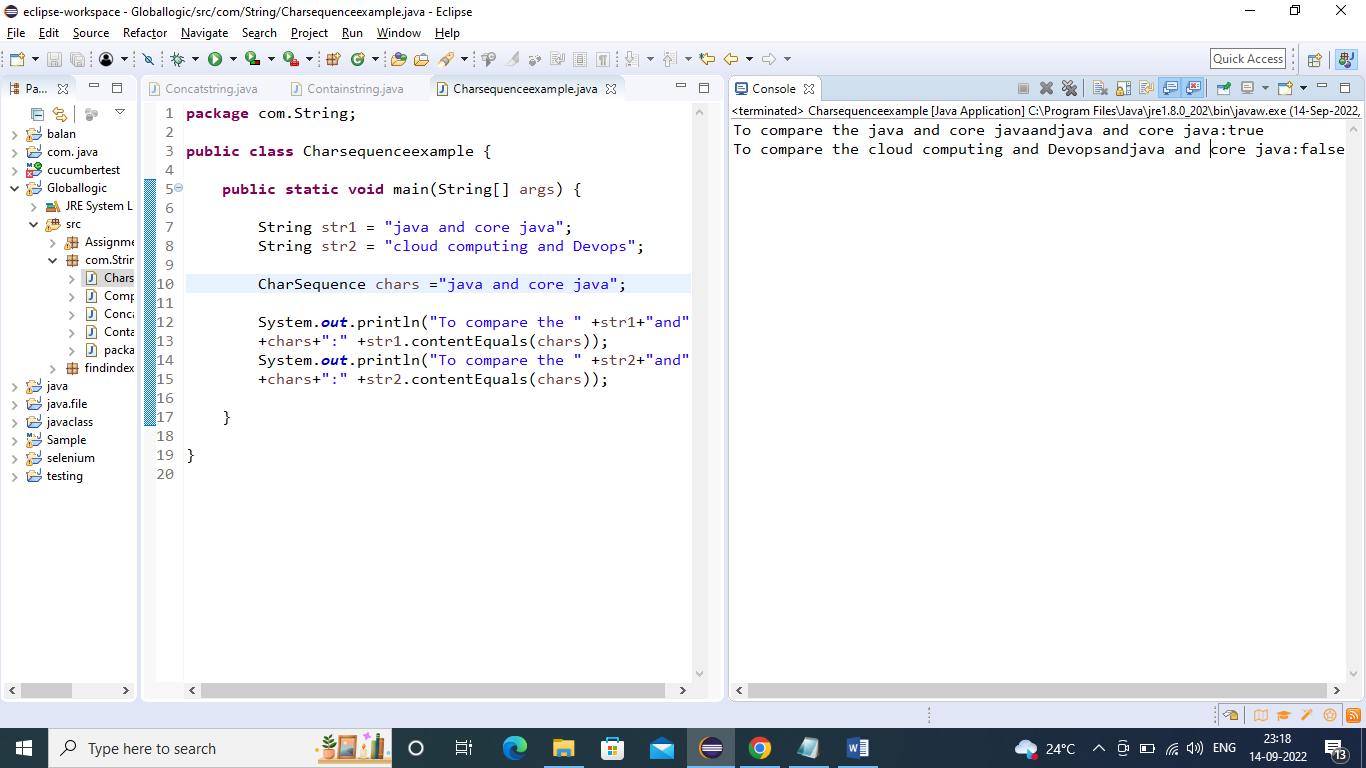 eclipse-workspace - Globallogic/src/com/String/Charsequenceexample.java - Eclipse
File Edit Source Refactor Navigate Search Project Run Window Help
Quick Access
Pa...
balan
com. java
cucumbertest
Globallogic
JRE System L
src
Assignme
com.Strin
Chars
Comp
Conca
Conta
packa
findindex
java
java.file
javaclass
Sample
selenium
testing
Concatstring.java Containstring.java Charsequenceexample.java
1 package com.String;
2
3 public class Charsequenceexample {
4
5 public static void main(String[] args) {
6
7 String str1 = "java and core java";
8 String str2 = "cloud computing and Devops";
9
10 CharSequence chars ="java and core java";
11
12 System.out.println("To compare the " +str1+"and"
13 +chars+":" +str1.contentEquals(chars));
14 System.out.println("To compare the " +str2+"and"
15 +chars+":" +str2.contentEquals(chars));
16
17 }
18
19 }
20
Console
<terminated> Charsequenceexample [Java Application] C:\Program Files\Java\jre1.8.0_202\bin\javaw.exe (14-Sep-2022,
To compare the java and core javaandjava and core java:true
To compare the cloud computing and Devopsandjava and core java:false
Type here to search
24°C
ENG
23:18
14-09-2022
13